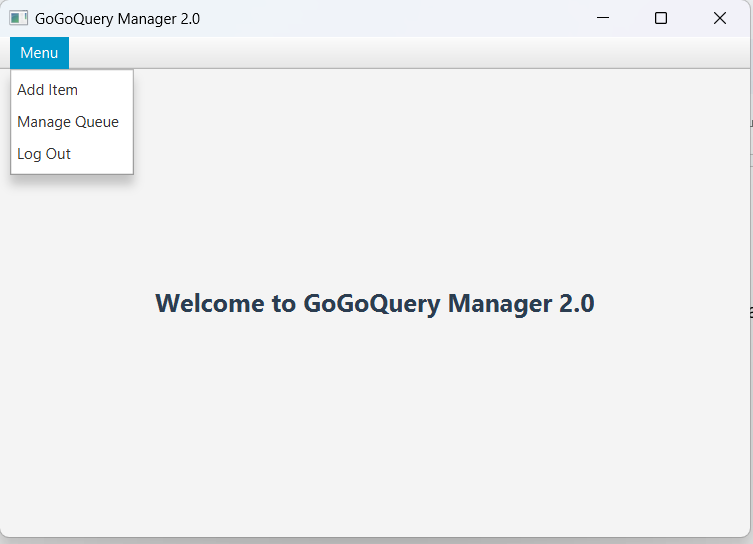 GoGoQuery Manager 2.0
Menu
Add Item
Manage Queue
Log Out
Welcome to GoGoQuery Manager 2.0